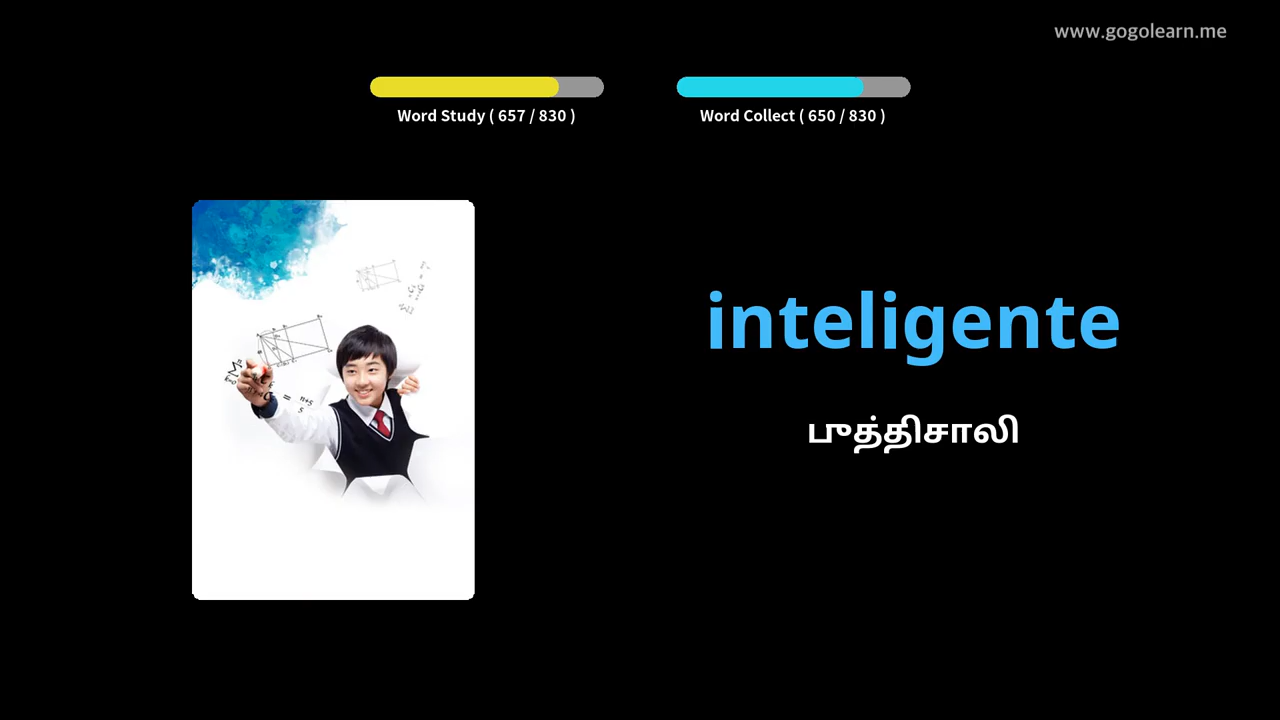 www.gogolearn.me
Word Study ( 657 / 830 )
Word Collect ( 650 / 830 )
inteligente
புத்திசாலி